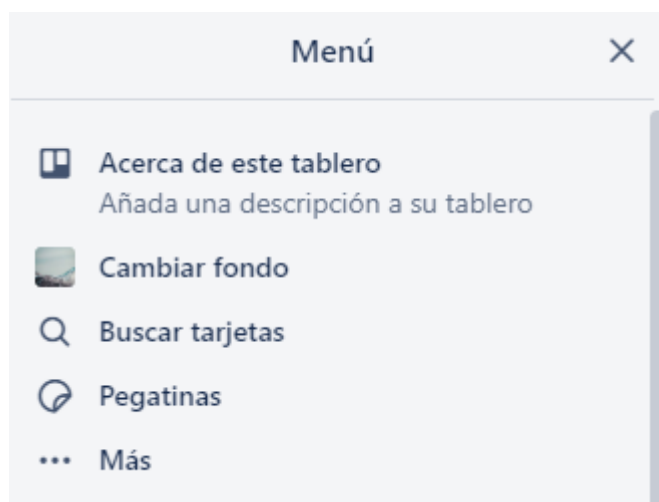 Menú
Acerca de este tablero
Añada una descripción a su tablero
Cambiar fondo
Buscar tarjetas
Pegatinas
Más